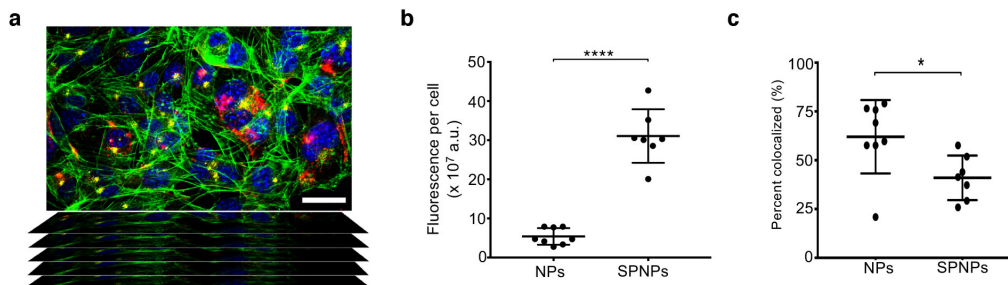 a
b
c
****
*
50
40
30
20
10
0
Fluorescence per cell
(x 10⁷ a.u.)
NPs
SPNPs
75
50
25
0
Percent colocalized (%)
NPs
SPNPs